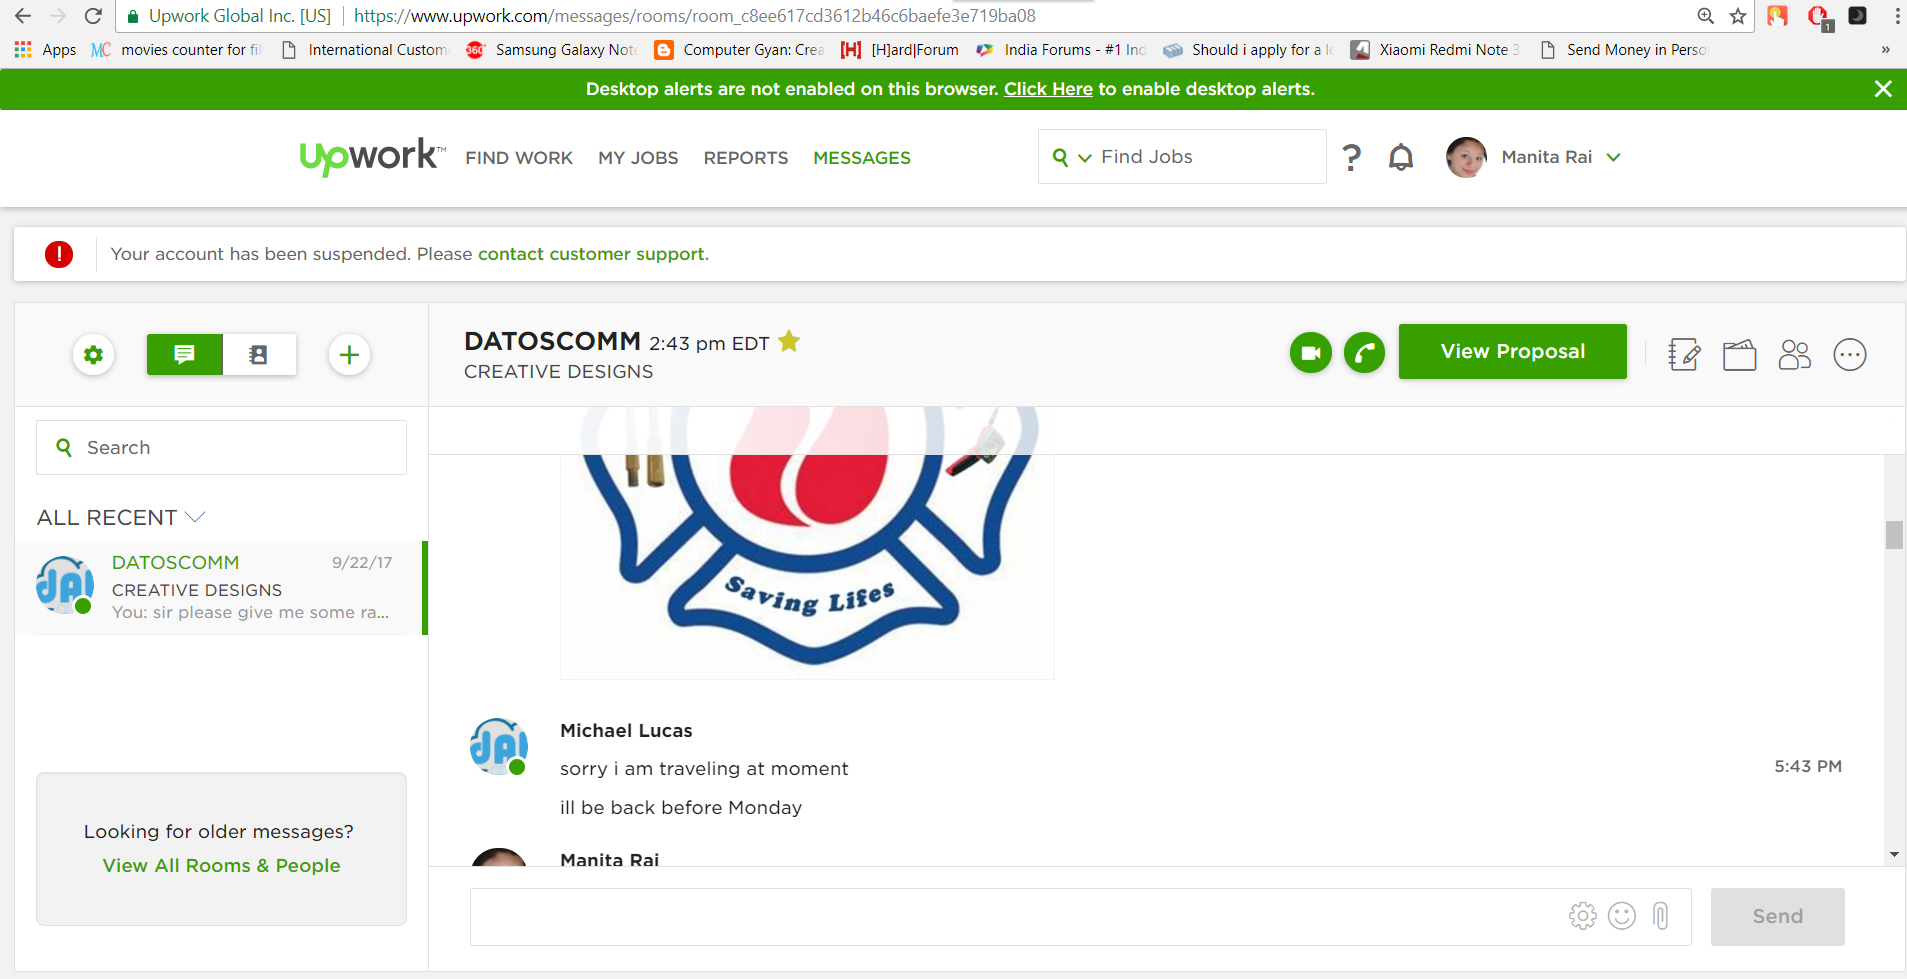 Upwork Global Inc. [US] https://www.upwork.com/messages/rooms/room_c8ee617cd3612b46c6baefe3e719ba08
Apps MC movies counter for fil International Custom 360° Samsung Galaxy Not Computer Gyan: Crea [H] [H]ard|Forum India Forums - #1 Ind Should i apply for a lo Xiaomi Redmi Note 3 Send Money in Perso »
1
Desktop alerts are not enabled on this browser. Click Here to enable desktop alerts.
upwork™ FIND WORK MY JOBS REPORTS MESSAGES Find Jobs ? Manita Rai
! Your account has been suspended. Please contact customer support.
DATOSCOMM 2:43 pm EDT
CREATIVE DESIGNS
View Proposal
Search
ALL RECENT
DATOSCOMM 9/22/17
CREATIVE DESIGNS
You: sir please give me some ra...
Looking for older messages?
View All Rooms & People
Saving Lifes
Michael Lucas
sorry i am traveling at moment 5:43 PM
ill be back before Monday
Manita Rai
Send